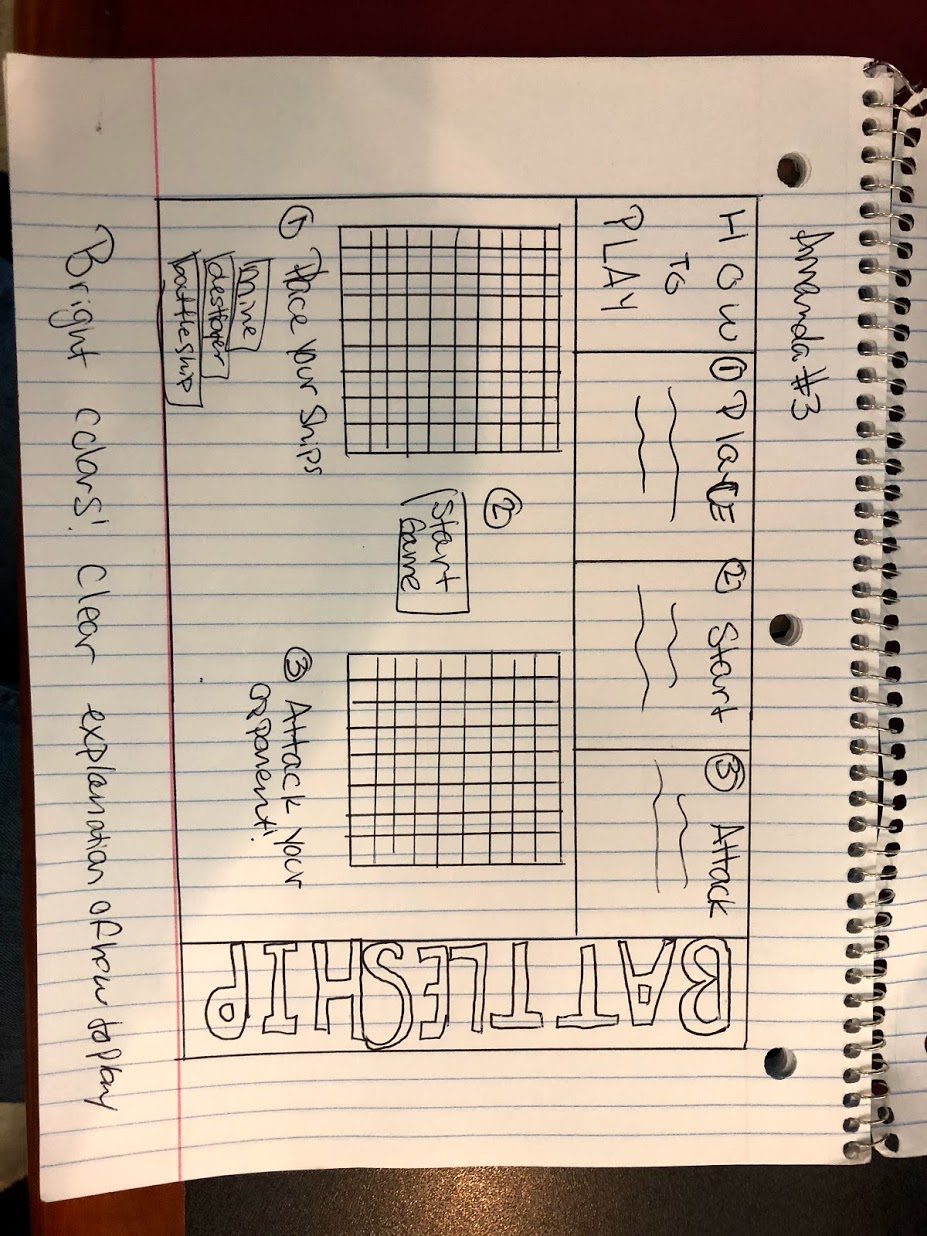 Amanda #3
HOW
TO
PLAY
① PlacE
② Start
③ Attack
BATTLESHIP
① Place your ships
mine
destroyer
battleship
②
Start
Game
③ Attack your
opponent!
Bright colors! Clear explanation of how to play